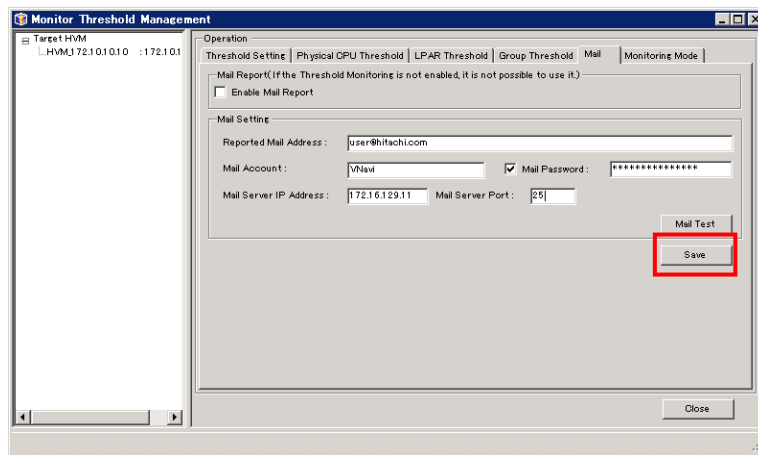 Monitor Threshold Management
Target HVM
HVM_172.10.10.10 : 172.10.1
Operation
Threshold Setting Physical CPU Threshold LPAR Threshold Group Threshold Mail Monitoring Mode
Mail Report(If the Threshold Monitoring is not enabled, it is not possible to use it.)
Enable Mail Report
Mail Setting
Reported Mail Address : user@hitachi.com
Mail Account : VNavi Mail Password : ***************
Mail Server IP Address : 172.16.129.11 Mail Server Port : 25
Mail Test
Save
Close